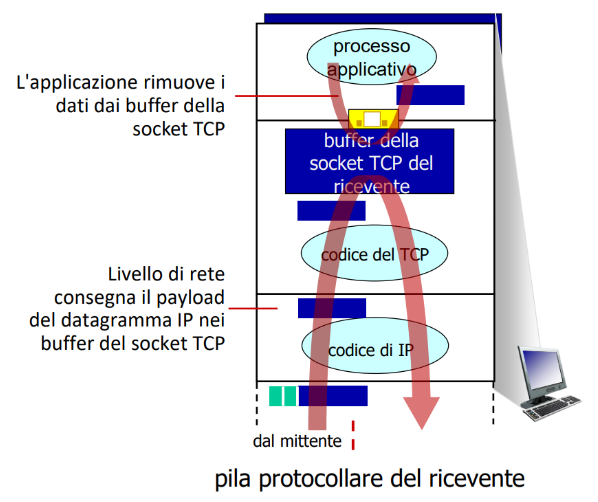 processo
applicativo
L'applicazione rimuove i
dati dai buffer della
socket TCP
buffer della
socket TCP del
ricevente
codice del TCP
Livello di rete
consegna il payload
del datagramma IP nei
buffer del socket TCP
codice di IP
dal mittente
pila protocollare del ricevente